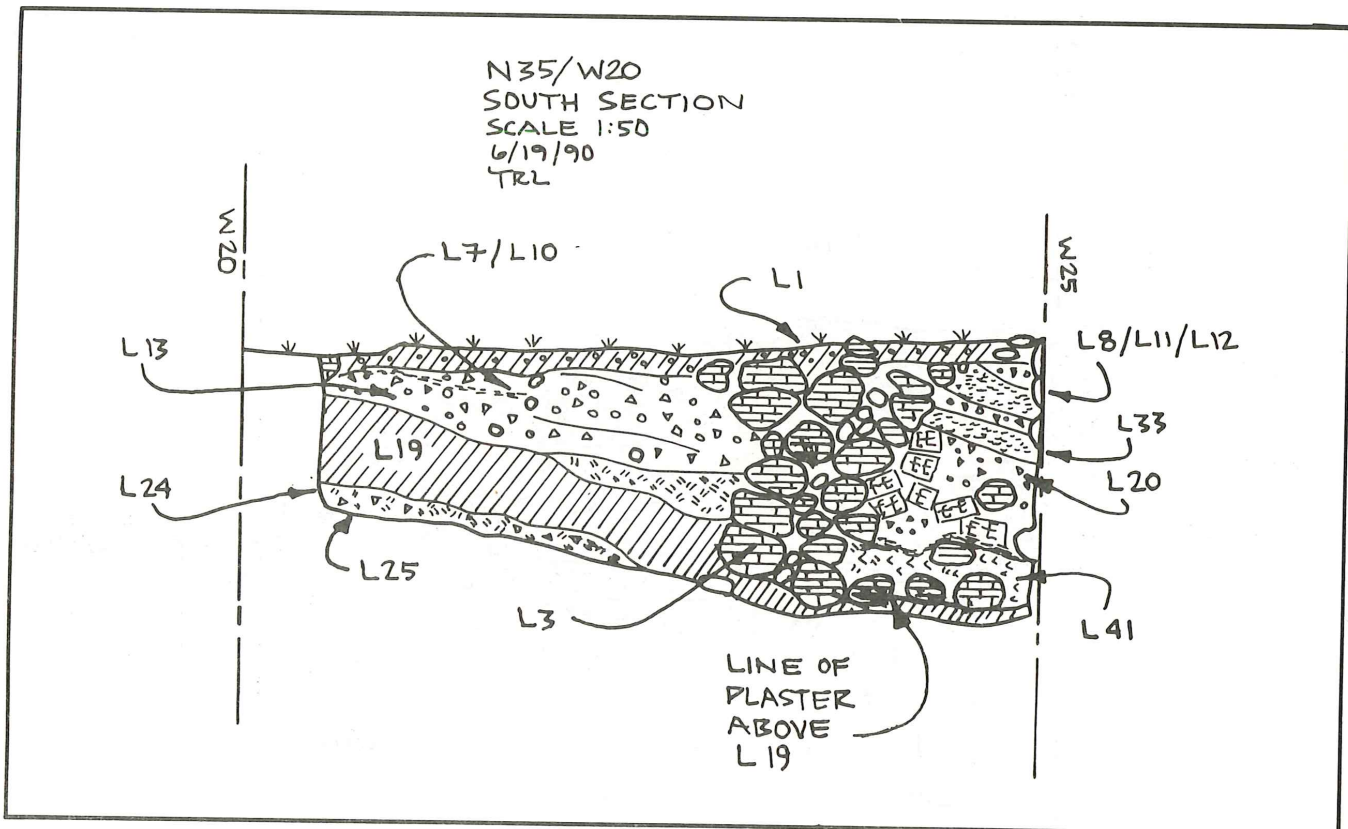 N35/W20
SOUTH SECTION
SCALE 1:50
6/19/90
TRL
W20
W25
L7/L10
L1
L13
L8/L11/L12
L19
L33
L24
L20
L25
L3
L41
LINE OF
PLASTER
ABOVE
L19